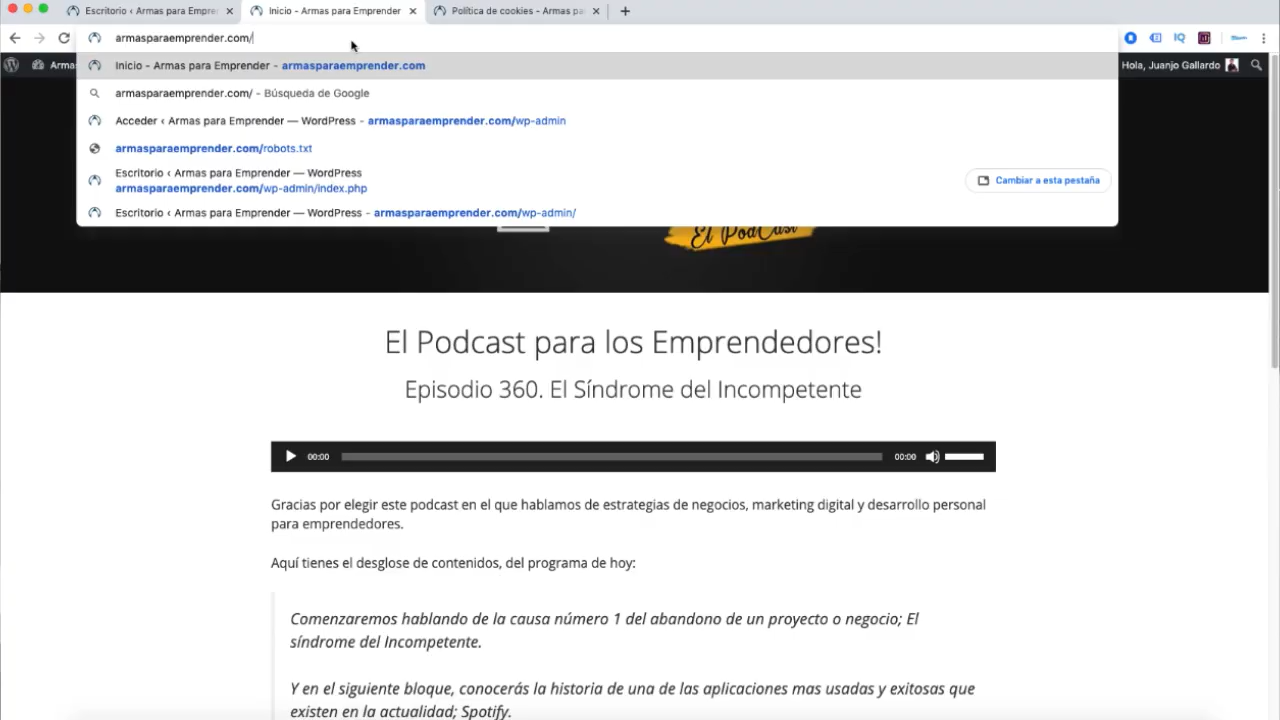 Escritorio ‹ Armas para Empre
Inicio - Armas para Emprender
Política de cookies - Armas pa
armasparaemprender.com/
Inicio - Armas para Emprender - armasparaemprender.com
armasparaemprender.com/ - Búsqueda de Google
Acceder ‹ Armas para Emprender — WordPress - armasparaemprender.com/wp-admin
armasparaemprender.com/robots.txt
Escritorio ‹ Armas para Emprender — WordPress
armasparaemprender.com/wp-admin/index.php
Cambiar a esta pestaña
Escritorio ‹ Armas para Emprender — WordPress - armasparaemprender.com/wp-admin/
IQ
Armas
Hola, Juanjo Gallardo
El PodCast
El Podcast para los Emprendedores!
Episodio 360. El Síndrome del Incompetente
00:00
00:00
Gracias por elegir este podcast en el que hablamos de estrategias de negocios, marketing digital y desarrollo personal
para emprendedores.
Aquí tienes el desglose de contenidos, del programa de hoy:
Comenzaremos hablando de la causa número 1 del abandono de un proyecto o negocio; El
síndrome del Incompetente.
Y en el siguiente bloque, conocerás la historia de una de las aplicaciones mas usadas y exitosas que
existen en la actualidad; Spotify.